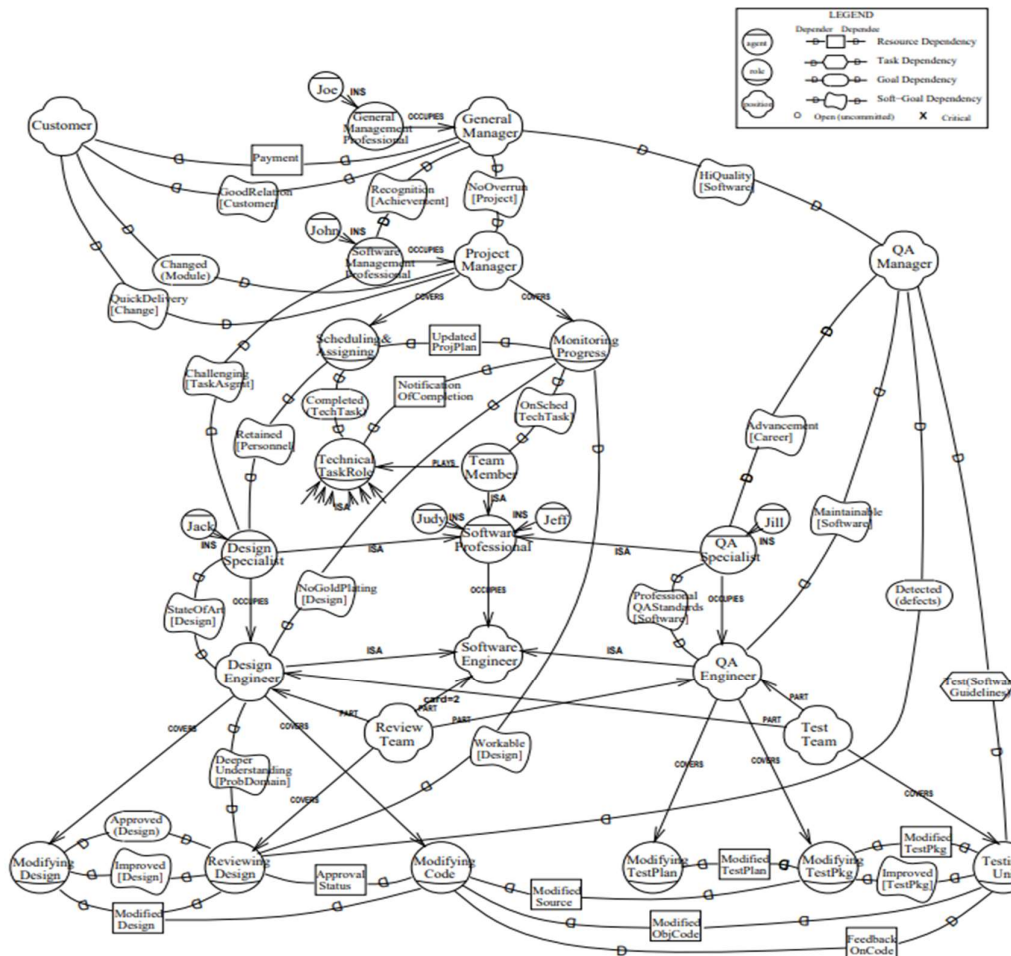 LEGEND
Depender Dependee
agent
Resource Dependency
Task Dependency
role
Goal Dependency
position
Soft-Goal Dependency
O Open (uncommitted) X Critical
Joe
INS
Customer
General
Management
Professional
OCCUPIES
General
Manager
Payment
GoodRelation
[Customer]
Recognition
[Achievement]
NoOverrun
[Project]
HiQuality
[Software]
John
INS
Software
Management
Professional
OCCUPIES
Project
Manager
QA
Manager
Changed
(Module)
QuickDelivery
[Change]
COVERS
COVERS
Scheduling&
Assigning
Updated
ProjPlan
Monitoring
Progress
Challenging
[TaskAsgmt]
Notification
OfCompletion
Completed
(TechTask)
OnSched
[TechTask]
Retained
[Personnel]
Advancement
[Career]
Technical
TaskRole
PLAYS
Team
Member
ISA
ISA
Jack
INS
Judy
INS
INS
Jeff
Jill
INS
Maintainable
[Software]
Design
Specialist
ISA
Software
Professional
ISA
QA
Specialist
StateOfArt
[Design]
OCCUPIES
NoGoldPlating
[Design]
OCCUPIES
Professional
QAStandards
[Software]
OCCUPIES
Detected
(defects)
Design
Engineer
ISA
Software
Engineer
ISA
QA
Engineer
Test(Software
Guidelines)
card=2
PART
PART
PART
PART
PART
Review
Team
Test
Team
COVERS
COVERS
Deeper
Understanding
[ProbDomain]
Workable
[Design]
COVERS
COVERS
COVERS
COVERS
Approved
(Design)
Modifying
Design
Improved
[Design]
Reviewing
Design
Approval
Status
Modifying
Code
Modified
Design
Modifying
TestPlan
Modified
TestPlan
Modifying
TestPkg
Modified
TestPkg
Improved
[TestPkg]
Testin
Un
Modified
Source
Modified
ObjCode
Feedback
OnCode